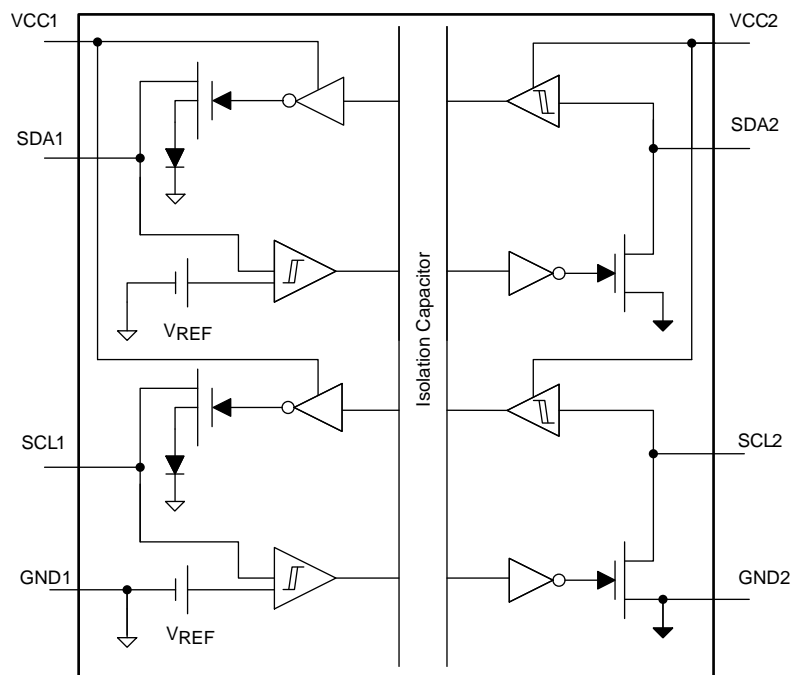 VCC1
VCC2
SDA1
SDA2
VREF
Isolation Capacitor
SCL1
SCL2
GND1
GND2
VREF